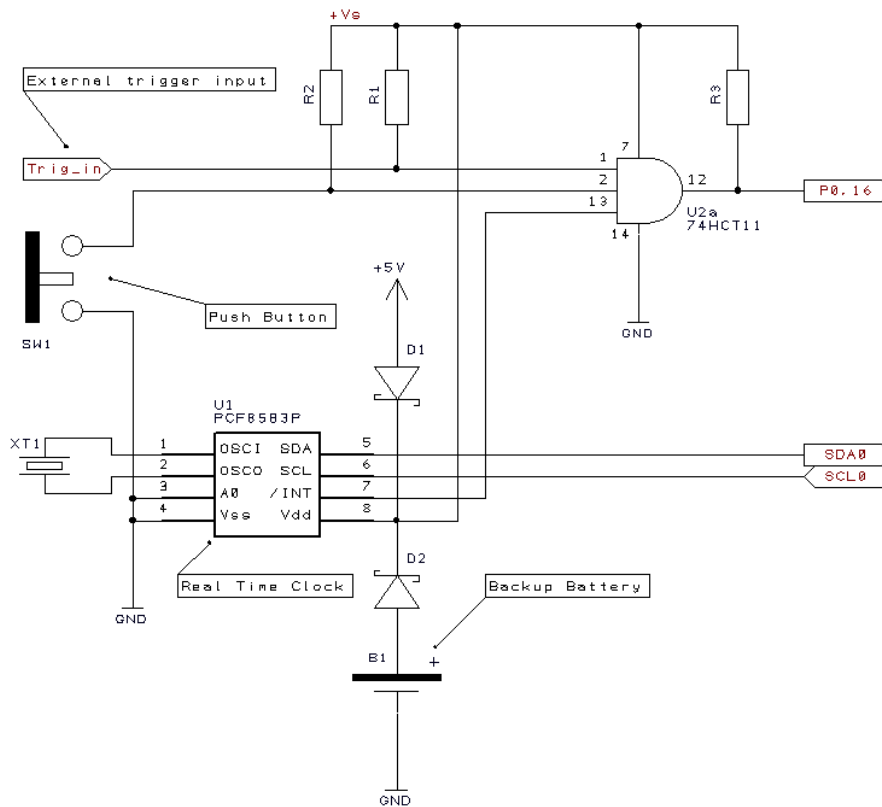 +Vs
External trigger input
R2
R1
R3
Trig_in
7
1
2
13
12
14
P0.16
U2a
74HCT11
+5V
Push Button
SW1
GND
D1
U1
PCF8583P
XT1
1 OSCI SDA 5
2 OSCO SCL 6
3 A0 /INT 7
4 Vss Vdd 8
SDA0
SCL0
D2
Real Time Clock
Backup Battery
GND
B1
+
GND